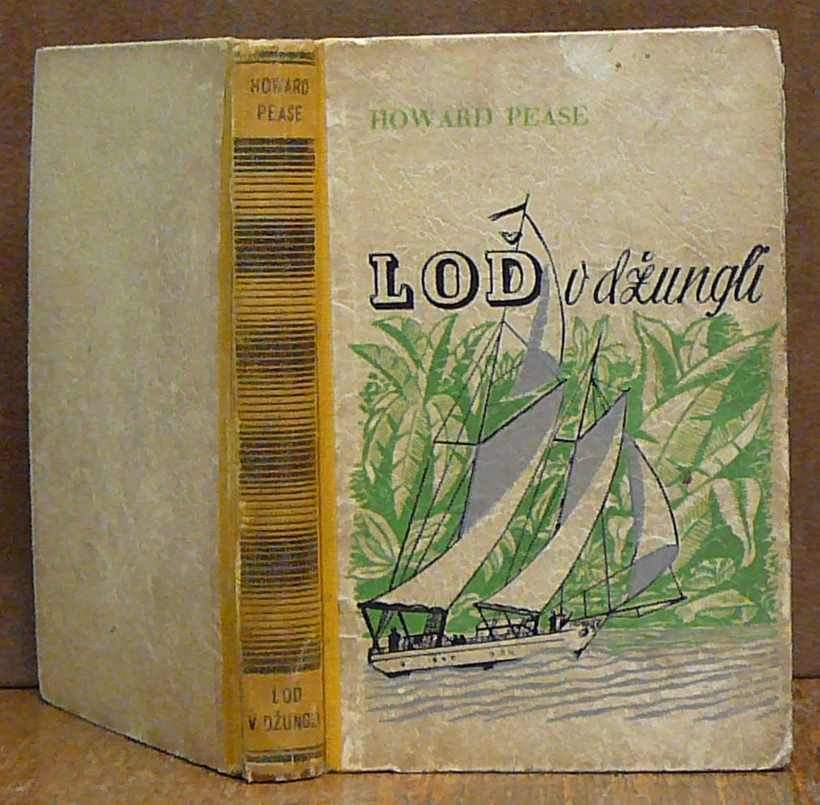 HOWARD
PEASE
LOD
V DŽUNGLI
HOWARD PEASE
LOĎ v džungli